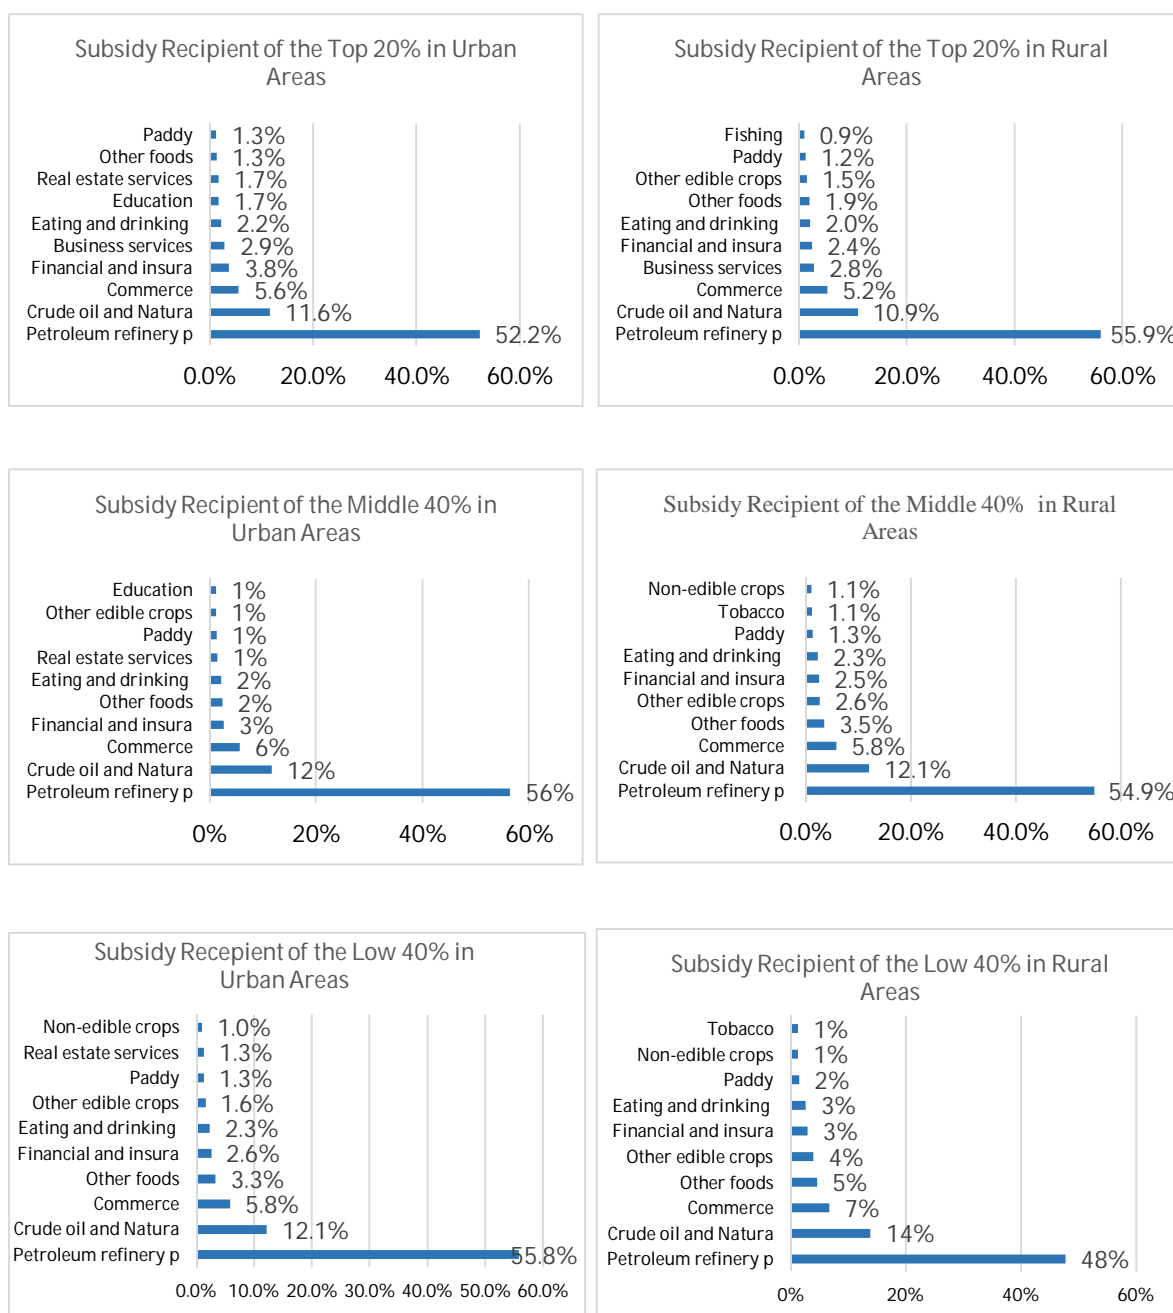 Subsidy Recipient of the Top 20% in Urban
Areas
Paddy 1.3%
Other foods 1.3%
Real estate services 1.7%
Education 1.7%
Eating and drinking 2.2%
Business services 2.9%
Financial and insura 3.8%
Commerce 5.6%
Crude oil and Natura 11.6%
Petroleum refinery p 52.2%
0.0% 20.0% 40.0% 60.0%
Subsidy Recipient of the Top 20% in Rural
Areas
Fishing 0.9%
Paddy 1.2%
Other edible crops 1.5%
Other foods 1.9%
Eating and drinking 2.0%
Financial and insura 2.4%
Business services 2.8%
Commerce 5.2%
Crude oil and Natura 10.9%
Petroleum refinery p 55.9%
0.0% 20.0% 40.0% 60.0%
Subsidy Recipient of the Middle 40% in
Urban Areas
Education 1%
Other edible crops 1%
Paddy 1%
Real estate services 1%
Eating and drinking 2%
Other foods 2%
Financial and insura 3%
Commerce 6%
Crude oil and Natura 12%
Petroleum refinery p 56%
0% 20% 40% 60%
Subsidy Recipient of the Middle 40% in Rural
Areas
Non-edible crops 1.1%
Tobacco 1.1%
Paddy 1.3%
Eating and drinking 2.3%
Financial and insura 2.5%
Other edible crops 2.6%
Other foods 3.5%
Commerce 5.8%
Crude oil and Natura 12.1%
Petroleum refinery p 54.9%
0.0% 20.0% 40.0% 60.0%
Subsidy Recepient of the Low 40% in
Urban Areas
Non-edible crops 1.0%
Real estate services 1.3%
Paddy 1.3%
Other edible crops 1.6%
Eating and drinking 2.3%
Financial and insura 2.6%
Other foods 3.3%
Commerce 5.8%
Crude oil and Natura 12.1%
Petroleum refinery p 55.8%
0.0% 10.0% 20.0% 30.0% 40.0% 50.0% 60.0%
Subsidy Recipient of the Low 40% in Rural
Areas
Tobacco 1%
Non-edible crops 1%
Paddy 2%
Eating and drinking 3%
Financial and insura 3%
Other edible crops 4%
Other foods 5%
Commerce 7%
Crude oil and Natura 14%
Petroleum refinery p 48%
0% 20% 40% 60%